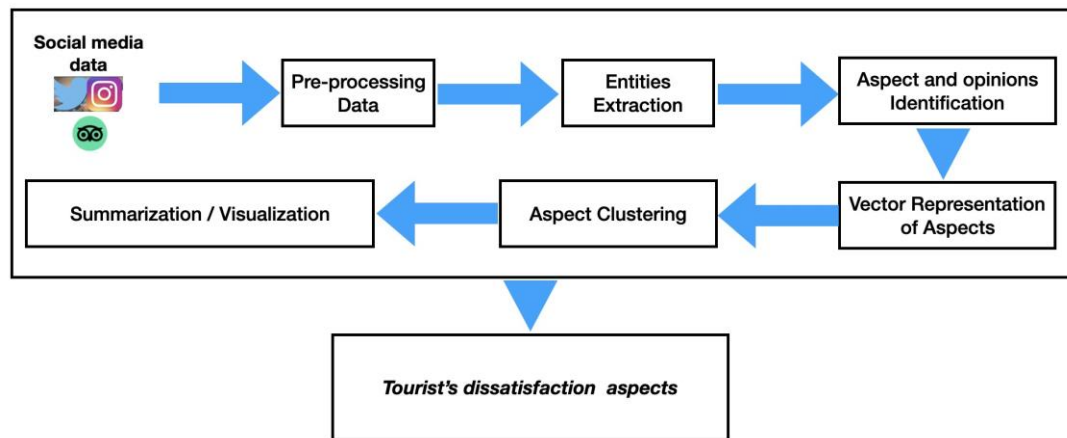 Social media
data
Pre-processing
Data
Entities
Extraction
Aspect and opinions
Identification
Summarization / Visualization
Aspect Clustering
Vector Representation
of Aspects
Tourist's dissatisfaction aspects